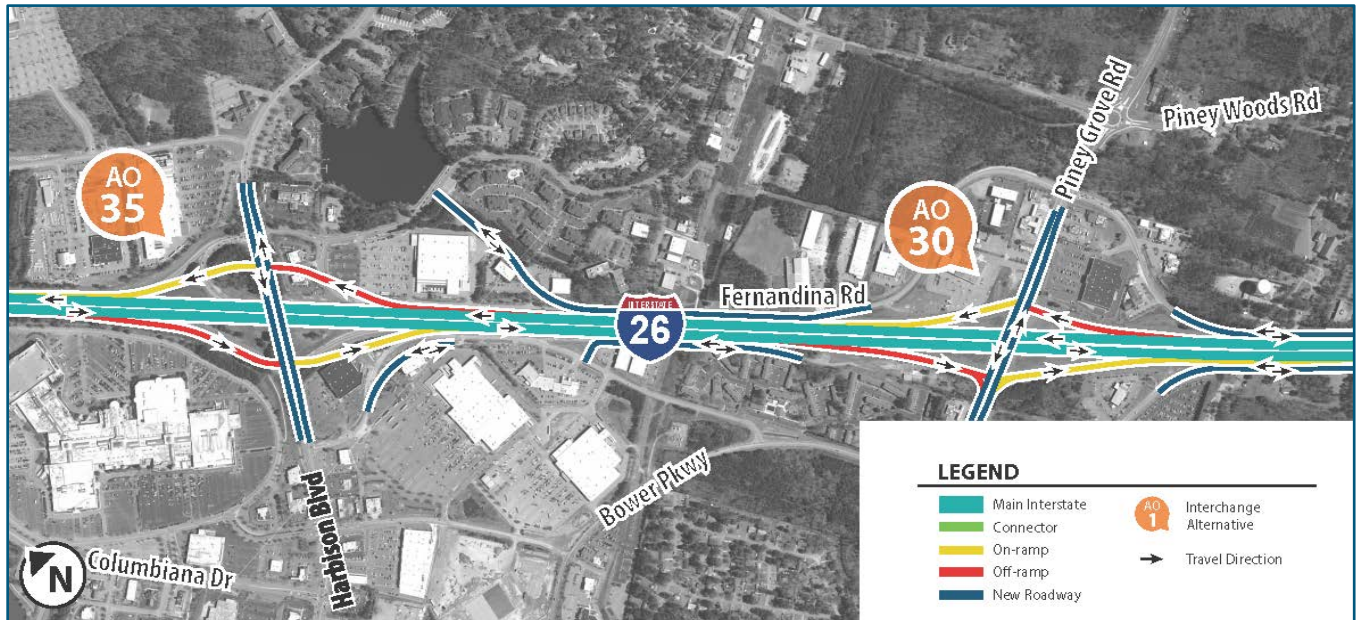 Piney Grove Rd
Piney Woods Rd
AO
35
AO
30
Fernandina Rd
INTERSTATE
26
Bower Pkwy
Harbison Blvd
Columbiana Dr
N
LEGEND
Main Interstate
Connector
On-ramp
Off-ramp
New Roadway
AO
1
Interchange
Alternative
Travel Direction